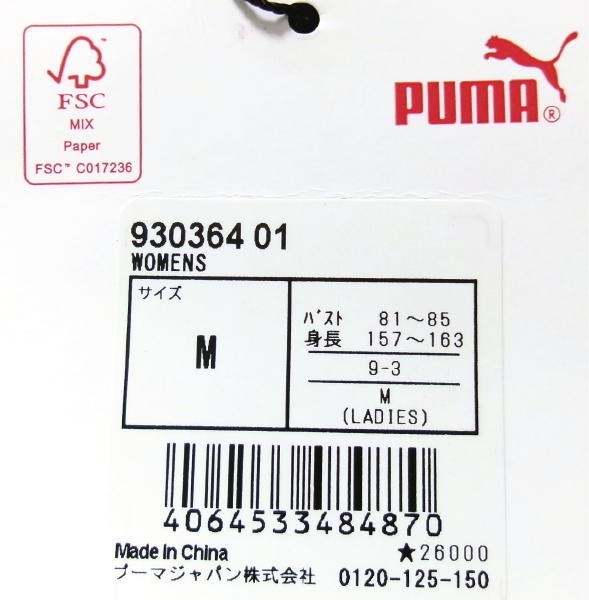 FSC
MIX
Paper
FSC™ C017236
PUMA®
930364 01
WOMENS
サイズ
M
バスト 81～85
身長 157～163
9-3
M
(LADIES)
4064533484870
Made in China ★26000
プーマジャパン株式会社 0120-125-150